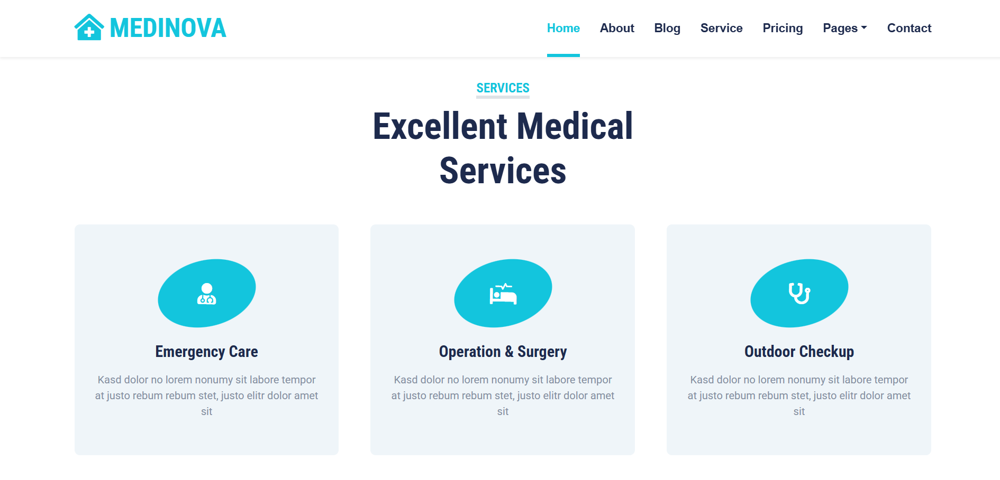 MEDINOVA
Home About Blog Service Pricing Pages Contact
SERVICES
Excellent Medical
Services
Emergency Care
Kasd dolor no lorem nonumy sit labore tempor
at justo rebum rebum stet, justo elitr dolor amet
sit
Operation & Surgery
Kasd dolor no lorem nonumy sit labore tempor
at justo rebum rebum stet, justo elitr dolor amet
sit
Outdoor Checkup
Kasd dolor no lorem nonumy sit labore tempor
at justo rebum rebum stet, justo elitr dolor amet
sit